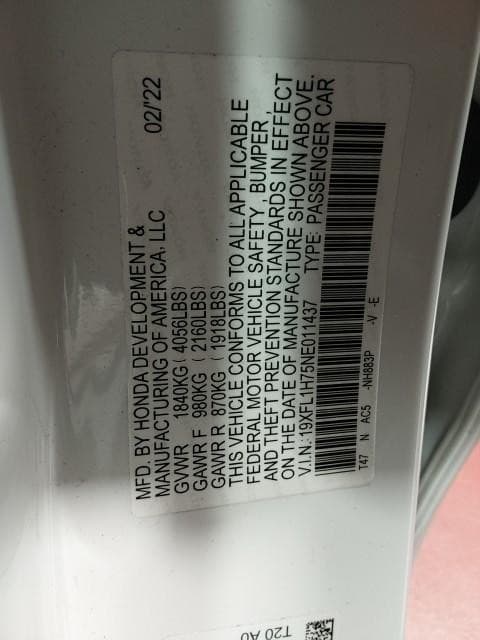 MFD. BY HONDA DEVELOPMENT & 02/'22
MANUFACTURING OF AMERICA, LLC
GVWR 1840KG (4056LBS)
GAWR F 980KG (2160LBS)
GAWR R 870KG (1918LBS)
THIS VEHICLE CONFORMS TO ALL APPLICABLE
FEDERAL MOTOR VEHICLE SAFETY, BUMPER,
AND THEFT PREVENTION STANDARDS IN EFFECT
ON THE DATE OF MANUFACTURE SHOWN ABOVE.
V.I.N.: 19XFL1H75NE011437 TYPE: PASSENGER CAR
T47 N AC5 -NH883P -V -E
T20 A0